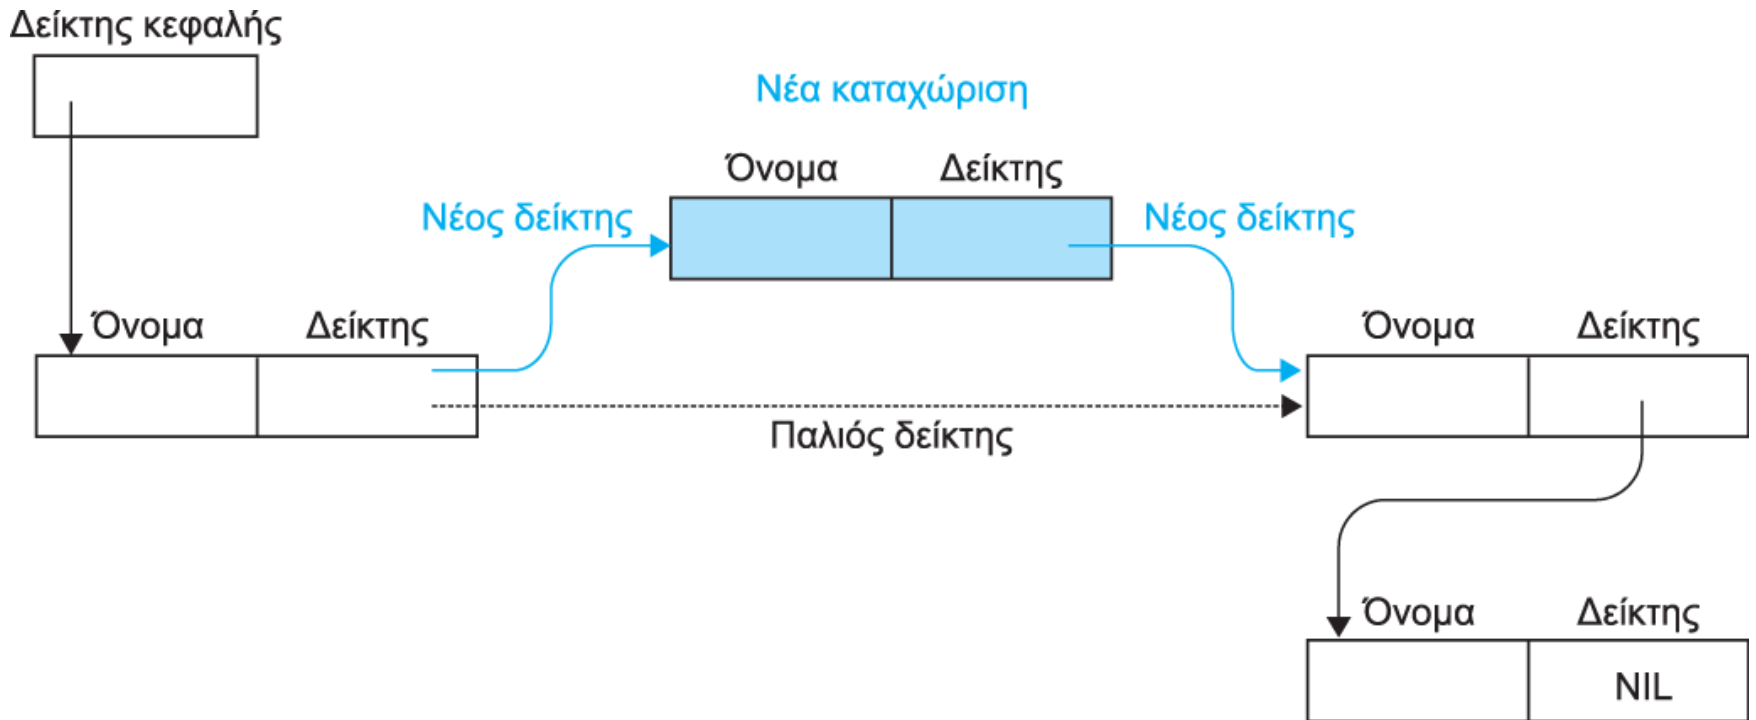 Δείκτης κεφαλής
Νέα καταχώριση
Όνομα Δείκτης
Νέος δείκτης Νέος δείκτης
Όνομα Δείκτης Όνομα Δείκτης
Παλιός δείκτης
Όνομα Δείκτης
NIL